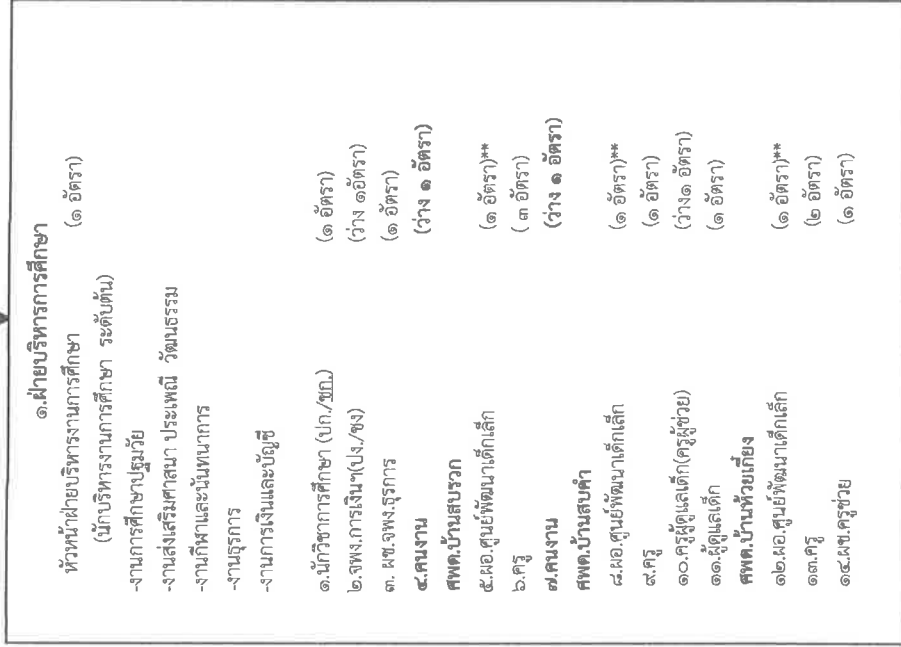 ๑.ฝ่ายบริหารการศึกษา
หัวหน้าฝ่ายบริหารงานการศึกษา (๑ อัตรา)
(นักบริหารงานการศึกษา ระดับต้น)
-งานการศึกษาปฐมวัย
-งานส่งเสริมศาสนา ประเพณี วัฒนธรรม
-งานกีฬาและนันทนาการ
-งานธุรการ
-งานการเงินและบัญชี
๑.นักวิชาการศึกษา (ปก./ชก.) (๑ อัตรา)
๒.จพง.การเงินฯ(ปง./ชง) (ว่าง ๑อัตรา)
๓. ผช.จพง.ธุรการ (๑ อัตรา)
๔.คนงาน (ว่าง ๑ อัตรา)
ศพด.บ้านสบรวก
๕.ผอ.ศูนย์พัฒนาเด็กเล็ก (๑ อัตรา)**
๖.ครู ( ๓ อัตรา)
๗.คนงาน (ว่าง ๑ อัตรา)
ศพด.บ้านสบคำ
๘.ผอ.ศูนย์พัฒนาเด็กเล็ก (๑ อัตรา)**
๙.ครู (๑ อัตรา)
๑๐.ครูผู้ดูแลเด็ก(ครูผู้ช่วย) (ว่าง๑ อัตรา)
๑๑.ผู้ดูแลเด็ก (๑ อัตรา)
ศพด.บ้านห้วยเกี๋ยง
๑๒.ผอ.ศูนย์พัฒนาเด็กเล็ก (๑ อัตรา)**
๑๓.ครู (๒ อัตรา)
๑๔.ผช.ครูช่วย (๑ อัตรา)